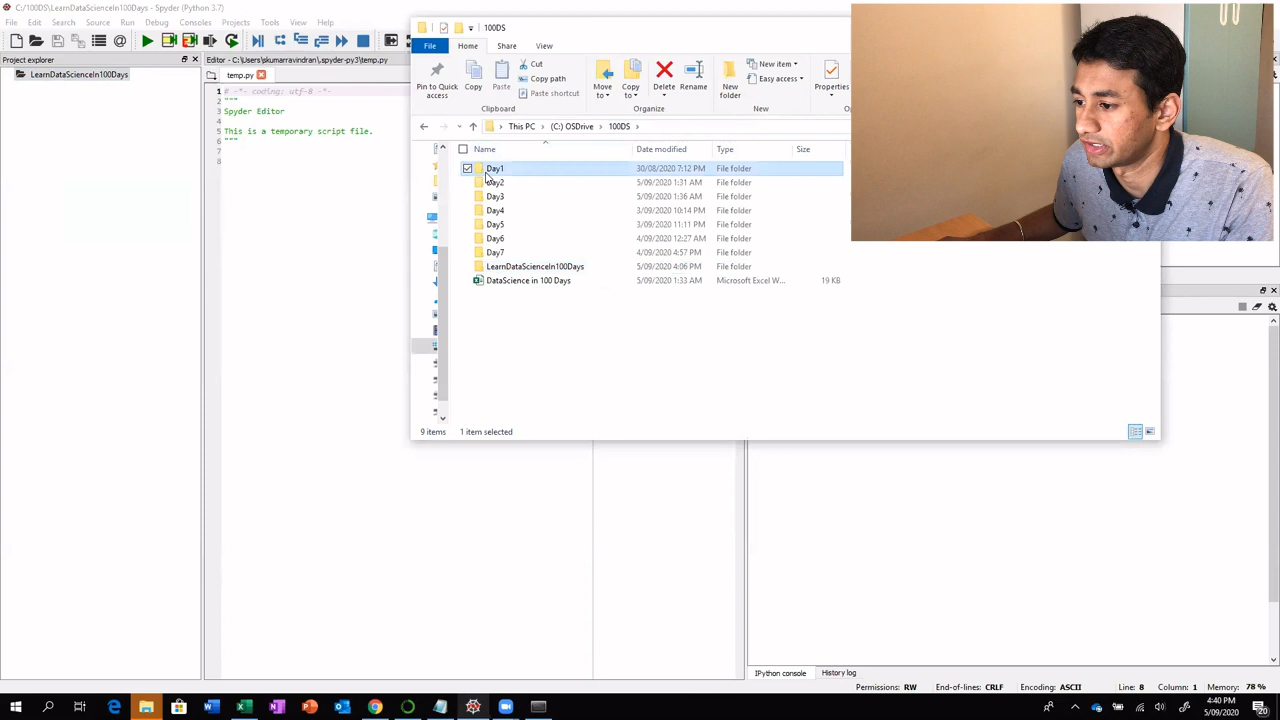 C:/100DS\LearnDataScienceIn100Days - Spyder (Python 3.7)
File Edit Search Source Run Debug Consoles Projects Tools View Help
Project explorer
LearnDataScienceIn100Days
Editor - C:\Users\skumarravindran\.spyder-py3\temp.py
temp.py
1 # -*- coding: utf-8 -*-
2 """
3 Spyder Editor
4
5 This is a temporary script file.
6 """
7
8
100DS
File Home Share View
Pin to Quick access
Copy
Paste
Cut
Copy path
Paste shortcut
Clipboard
Move to
Copy to
Delete
Rename
Organize
New folder
New item
Easy access
New
Properties
This PC > (C:) OSDrive > 100DS >
Name Date modified Type Size
Day1 30/08/2020 7:12 PM File folder
Day2 5/09/2020 1:31 AM File folder
Day3 5/09/2020 1:36 AM File folder
Day4 3/09/2020 10:14 PM File folder
Day5 3/09/2020 11:11 PM File folder
Day6 4/09/2020 12:27 AM File folder
Day7 4/09/2020 4:57 PM File folder
LearnDataScienceIn100Days 5/09/2020 4:06 PM File folder
DataScience in 100 Days 5/09/2020 1:33 AM Microsoft Excel W... 19 KB
9 items 1 item selected
IPython console History log
Permissions: RW End-of-lines: CRLF Encoding: ASCII Line: 8 Column: 1 Memory: 78 %
4:40 PM
5/09/2020
20